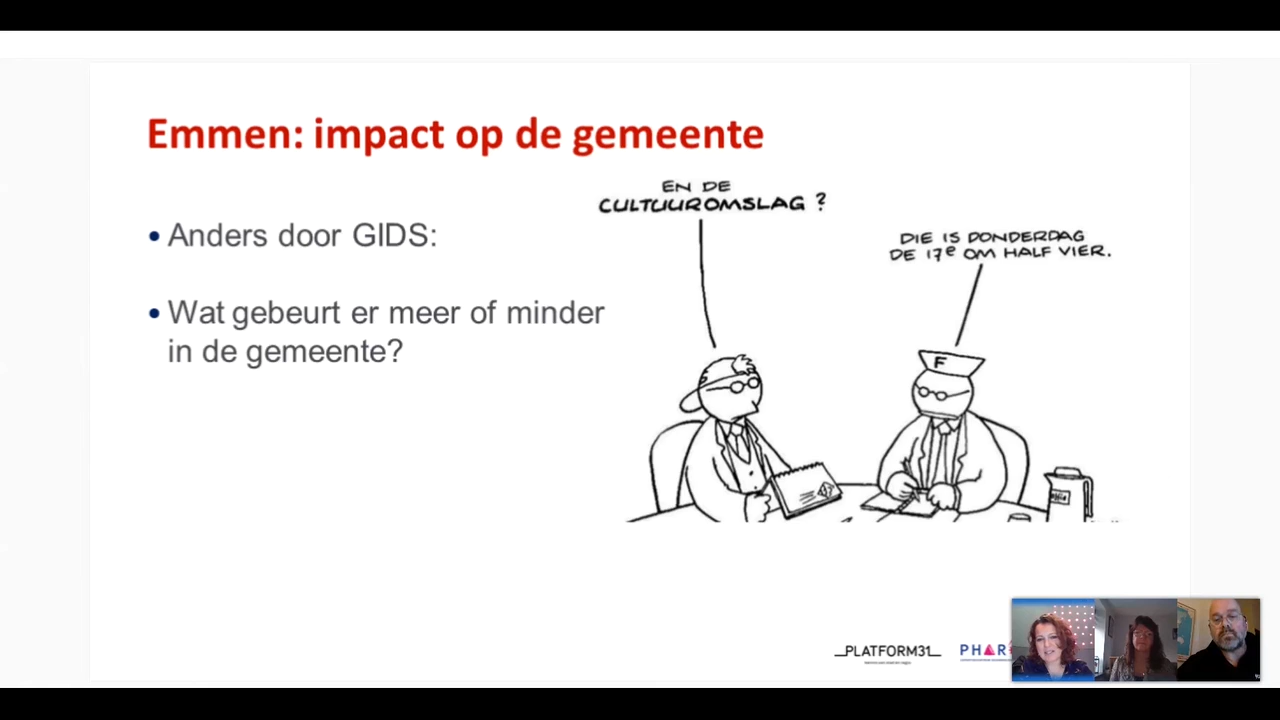 Emmen: impact op de gemeente
EN DE
CULTUUROMSLAG ?
DIE IS DONDERDAG
DE 17e OM HALF VIER.
• Anders door GIDS:
• Wat gebeurt er meer of minder
in de gemeente?
F
PLATFORM31
PHAR